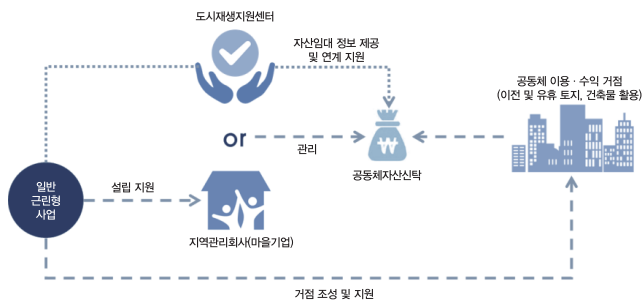 도시재생지원센터
자산임대 정보 제공
및 연계 지원
공동체 이용 · 수익 거점
(이전 및 유휴 토지, 건축물 활용)
or
관리
₩
공동체자산신탁
일반
근린형
사업
설립 지원
지역관리회사(마을기업)
거점 조성 및 지원